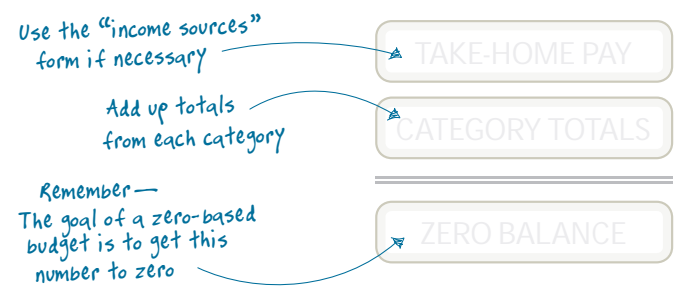 Use the “income sources”
form if necessary
TAKE-HOME PAY
Add up totals
from each category
CATEGORY TOTALS
Remember—
The goal of a zero-based
budget is to get this
number to zero
ZERO BALANCE